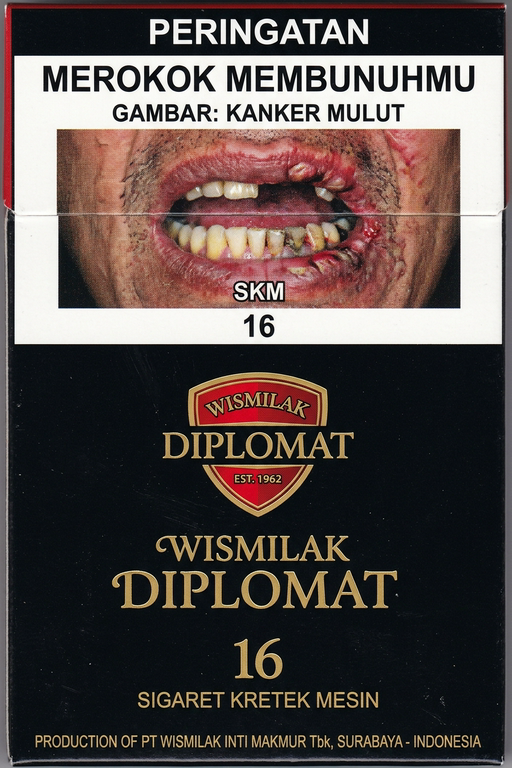 PERINGATAN
MEROKOK MEMBUNUHMU
GAMBAR: KANKER MULUT
SKM
16
WISMILAK
DIPLOMAT
EST. 1962
WISMILAK
DIPLOMAT
16
SIGARET KRETEK MESIN
PRODUCTION OF PT WISMILAK INTI MAKMUR Tbk, SURABAYA - INDONESIA